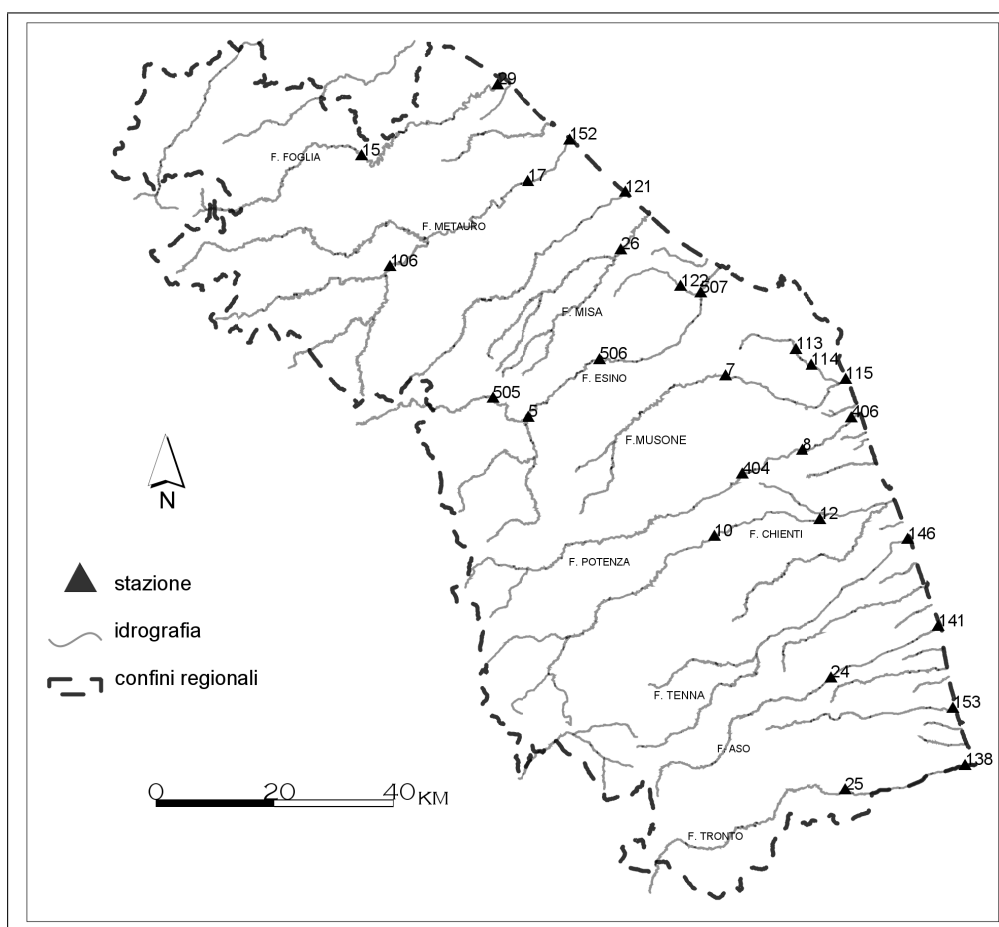 29
152
15
F. FOGLIA
17
121
F. METAURO
26
106
122
507
F. MISA
113
506
114
7
115
F. ESINO
505
5
406
F.MUSONE
8
404
12
10
F. CHIENTI
146
N
F. POTENZA
stazione
141
idrografia
24
confini regionali
F. TENNA
153
F. ASO
138
25
0 20 40 KM
F. TRONTO